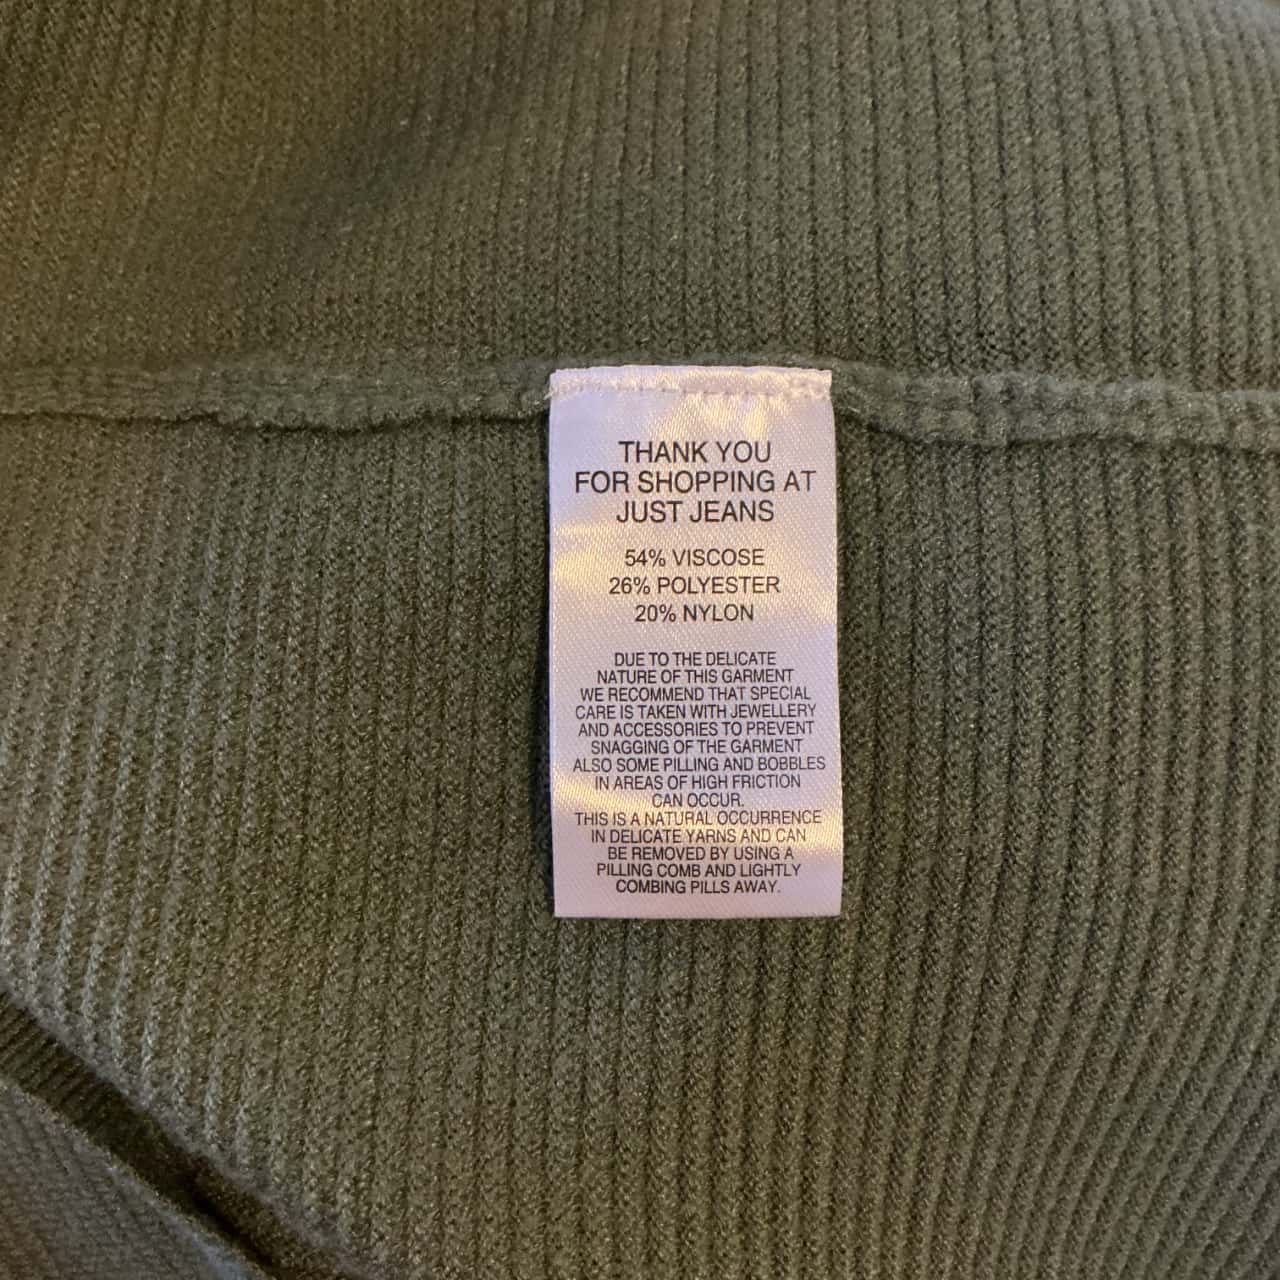 THANK YOU
FOR SHOPPING AT
JUST JEANS
54% VISCOSE
26% POLYESTER
20% NYLON
DUE TO THE DELICATE
NATURE OF THIS GARMENT
WE RECOMMEND THAT SPECIAL
CARE IS TAKEN WITH JEWELLERY
AND ACCESSORIES TO PREVENT
SNAGGING OF THE GARMENT
ALSO SOME PILLING AND BOBBLES
IN AREAS OF HIGH FRICTION
CAN OCCUR.
THIS IS A NATURAL OCCURRENCE
IN DELICATE YARNS AND CAN
BE REMOVED BY USING A
PILLING COMB AND LIGHTLY
COMBING PILLS AWAY.